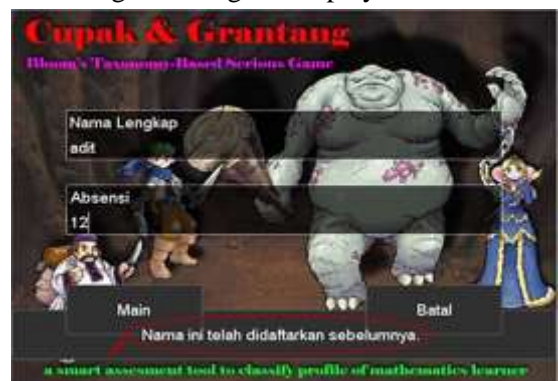 Cupak & Grantang
Bloom's Taxonomy-Based Serious Game
Nama Lengkap
adit
Absensi
12
Main
Batal
Nama ini telah didaftarkan sebelumnya.
a smart assesment tool to classify profile of mathematics learner